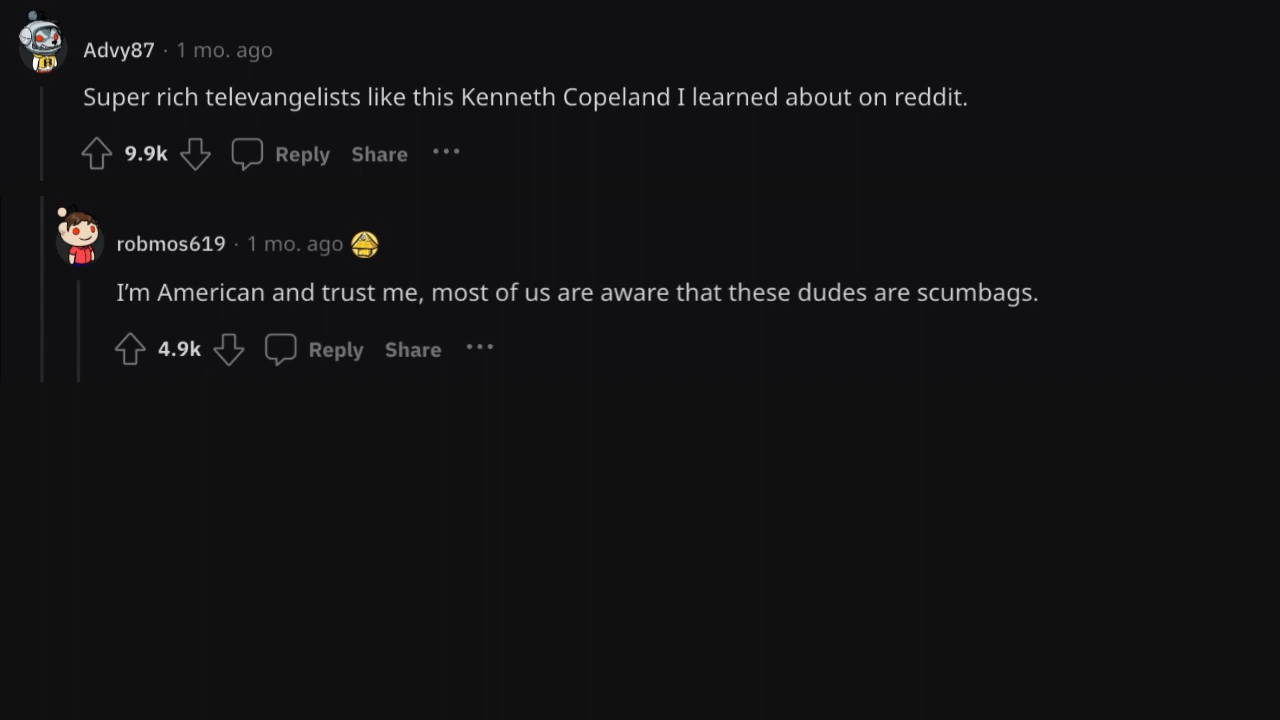 Advy87 · 1 mo. ago
Super rich televangelists like this Kenneth Copeland I learned about on reddit.
9.9k Reply Share ···
robmos619 · 1 mo. ago
I’m American and trust me, most of us are aware that these dudes are scumbags.
4.9k Reply Share ···